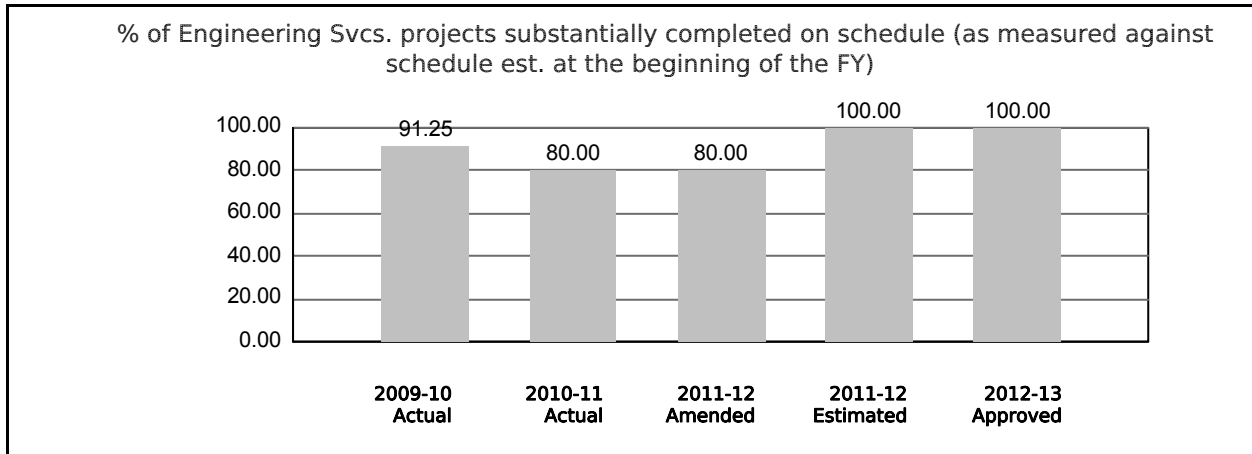 % of Engineering Svcs. projects substantially completed on schedule (as measured against
schedule est. at the beginning of the FY)
100.00 100.00
100.00 91.25
80.00 80.00
80.00
60.00
40.00
20.00
0.00
2009-10 2010-11 2011-12 2011-12 2012-13
Actual Actual Amended Estimated Approved